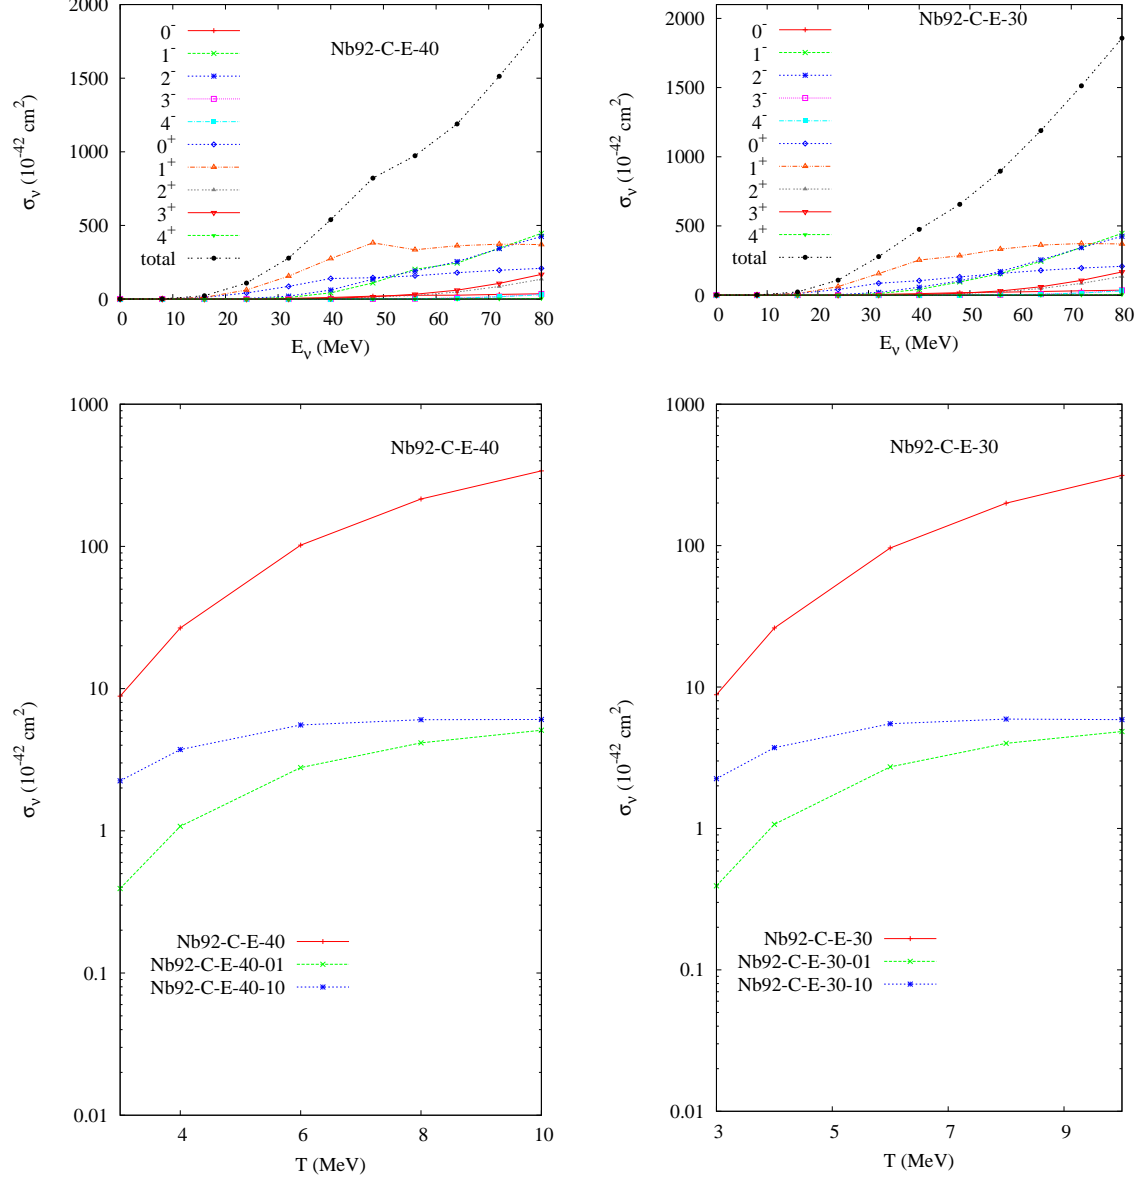 2000
1500
1000
500
0
σν (10-42 cm2)
0 10 20 30 40 50 60 70 80
Eν (MeV)
Nb92-C-E-40
0-
1-
2-
3-
4-
0+
1+
2+
3+
4+
total
2000
1500
1000
500
0
σν (10-42 cm2)
0 10 20 30 40 50 60 70 80
Eν (MeV)
Nb92-C-E-30
0-
1-
2-
3-
4-
0+
1+
2+
3+
4+
total
1000
100
10
1
0.1
0.01
σν (10-42 cm2)
4 6 8 10
T (MeV)
Nb92-C-E-40
Nb92-C-E-40
Nb92-C-E-40-01
Nb92-C-E-40-10
1000
100
10
1
0.1
0.01
σν (10-42 cm2)
3 5 7 9
T (MeV)
Nb92-C-E-30
Nb92-C-E-30
Nb92-C-E-30-01
Nb92-C-E-30-10